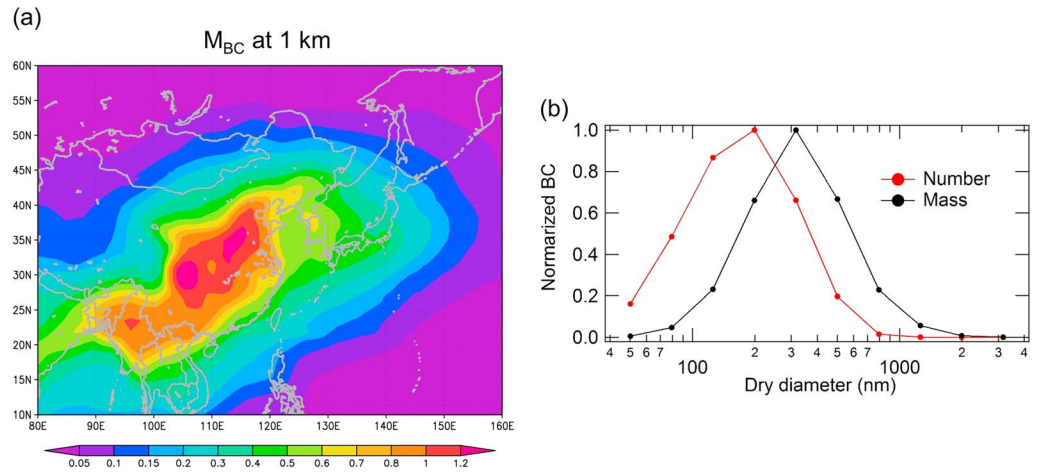 (a)
M_BC at 1 km
60N
55N
50N
45N
40N
35N
30N
25N
20N
15N
10N
80E 90E 100E 110E 120E 130E 140E 150E 160E
0.05 0.1 0.15 0.2 0.3 0.4 0.5 0.6 0.7 0.8 1 1.2
(b)
1.0
0.8
0.6
0.4
0.2
0.0
Normarized BC
Number
Mass
4 5 6 7 100 2 3 4 5 6 7 1000 2 3 4
Dry diameter (nm)